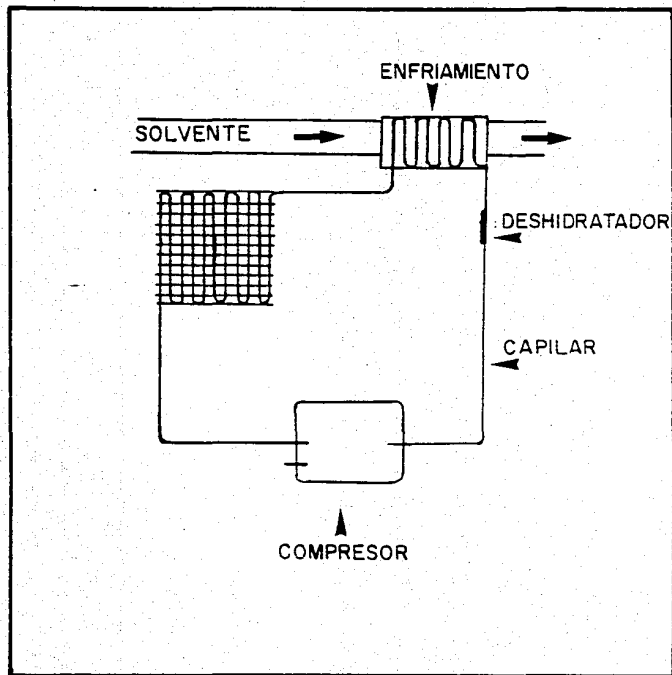 ENFRIAMIENTO
SOLVENTE
DESHIDRATADOR
CAPILAR
COMPRESOR